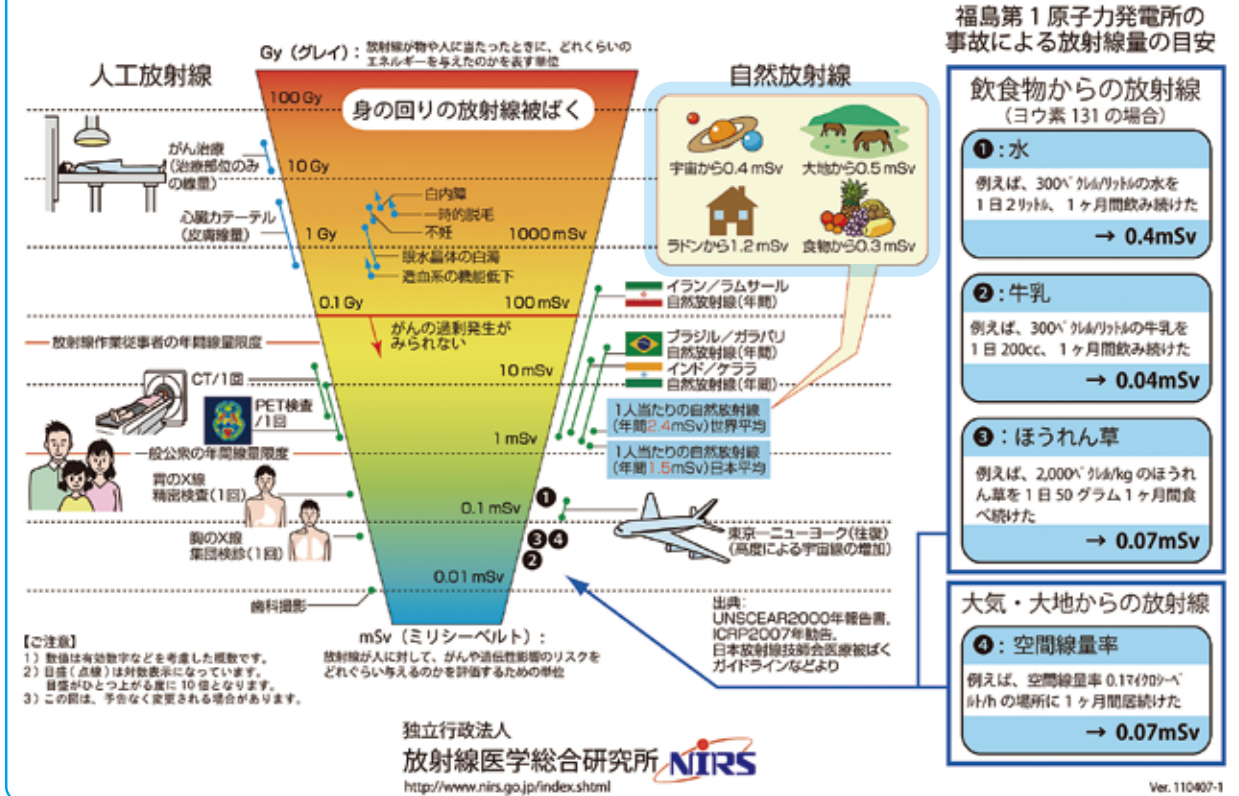 Gy（グレイ）：放射線が物や人に当たったときに、どれくらいの
エネルギーを与えたのかを表す単位
人工放射線
自然放射線
身の回りの放射線被ばく
100 Gy
10 Gy
1 Gy
1000 mSv
0.1 Gy
100 mSv
10 mSv
1 mSv
0.1 mSv
0.01 mSv
がん治療
(治療部位のみ
の線量)
心臓カテーテル
(皮膚線量)
白内障
一時的脱毛
不妊
眼水晶体の白濁
造血系の機能低下
がんの過剰発生が
みられない
放射線作業従事者の年間線量限度
CT/1回
PET検査
/1回
一般公衆の年間線量限度
胃のX線
精密検査(1回)
胸のX線
集団検診(1回)
歯科撮影
宇宙から0.4 mSv
大地から0.5 mSv
ラドンから1.2 mSv
食物から0.3 mSv
イラン／ラムサール
自然放射線(年間)
ブラジル／ガラパリ
自然放射線(年間)
インド／ケララ
自然放射線(年間)
1人当たりの自然放射線
(年間2.4mSv)世界平均
1人当たりの自然放射線
(年間1.5mSv)日本平均
❶
❸ ❹
❷
東京―ニューヨーク(往復)
(高度による宇宙線の増加)
出典：
UNSCEAR2000年報告書,
ICRP2007年勧告,
日本放射線技師会医療被ばく
ガイドラインなどより
mSv（ミリシーベルト）：
放射線が人に対して、がんや遺伝性影響のリスクを
どれぐらい与えるのかを評価するための単位
【ご注意】
1）数値は有効数字などを考慮した概数です。
2）目盛(点線)は対数表示になっています。
目盛がひとつ上がる度に10倍となります。
3）この図は、予告なく変更される場合があります。
独立行政法人
放射線医学総合研究所 NIRS
http://www.nirs.go.jp/index.shtml
福島第1原子力発電所の
事故による放射線量の目安
飲食物からの放射線
(ヨウ素131の場合)
❶：水
例えば、300ﾍﾞｸﾚﾙ/ﾘｯﾄﾙの水を
1日2ﾘｯﾄﾙ、1ヶ月間飲み続けた
→ 0.4mSv
❷：牛乳
例えば、300ﾍﾞｸﾚﾙ/ﾘｯﾄﾙの牛乳を
1日200cc、1ヶ月間飲み続けた
→ 0.04mSv
❸：ほうれん草
例えば、2,000ﾍﾞｸﾚﾙ/kgのほうれ
ん草を1日50グラム1ヶ月間食
べ続けた
→ 0.07mSv
大気・大地からの放射線
❹：空間線量率
例えば、空間線量率0.1ﾏｲｸﾛｼｰﾍﾞ
ﾙﾄ/hの場所に1ヶ月間居続けた
→ 0.07mSv
Ver. 110407-1